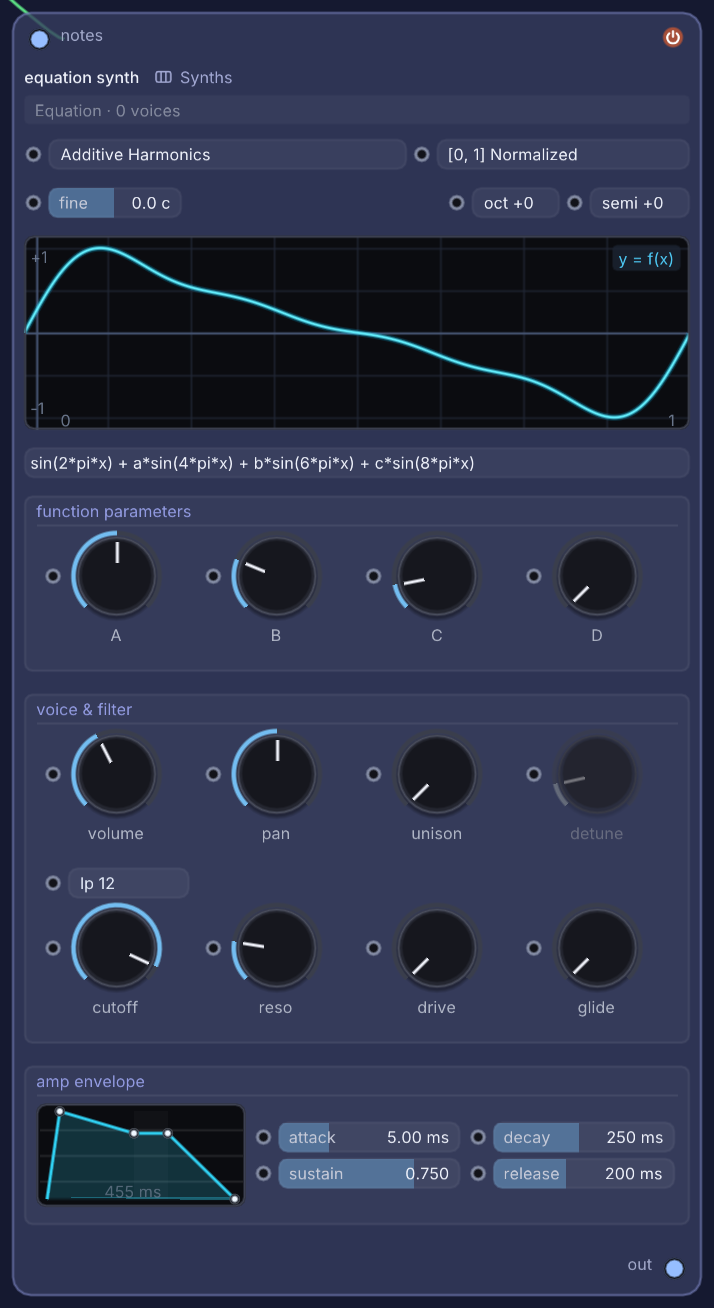 notes
equation synth Synths
Equation · 0 voices
Additive Harmonics [0, 1] Normalized
fine 0.0 c oct +0 semi +0
+1 y = f(x)
-1 0 1
sin(2*pi*x) + a*sin(4*pi*x) + b*sin(6*pi*x) + c*sin(8*pi*x)
function parameters
A B C D
voice & filter
volume pan unison detune
lp 12
cutoff reso drive glide
amp envelope
attack 5.00 ms decay 250 ms
sustain 0.750 release 200 ms
455 ms
out